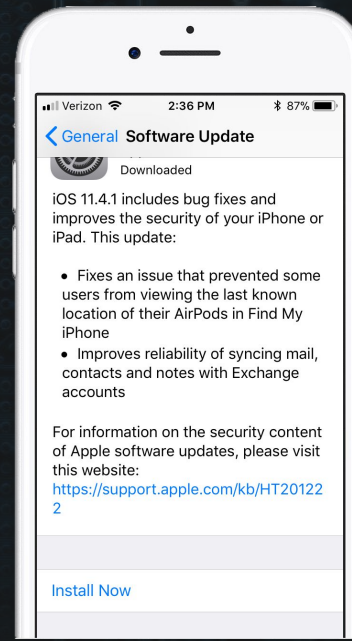 Verizon 2:36 PM 87%
General Software Update
Downloaded
iOS 11.4.1 includes bug fixes and
improves the security of your iPhone or
iPad. This update:
• Fixes an issue that prevented some
users from viewing the last known
location of their AirPods in Find My
iPhone
• Improves reliability of syncing mail,
contacts and notes with Exchange
accounts
For information on the security content
of Apple software updates, please visit
this website:
https://support.apple.com/kb/HT20122
2
Install Now